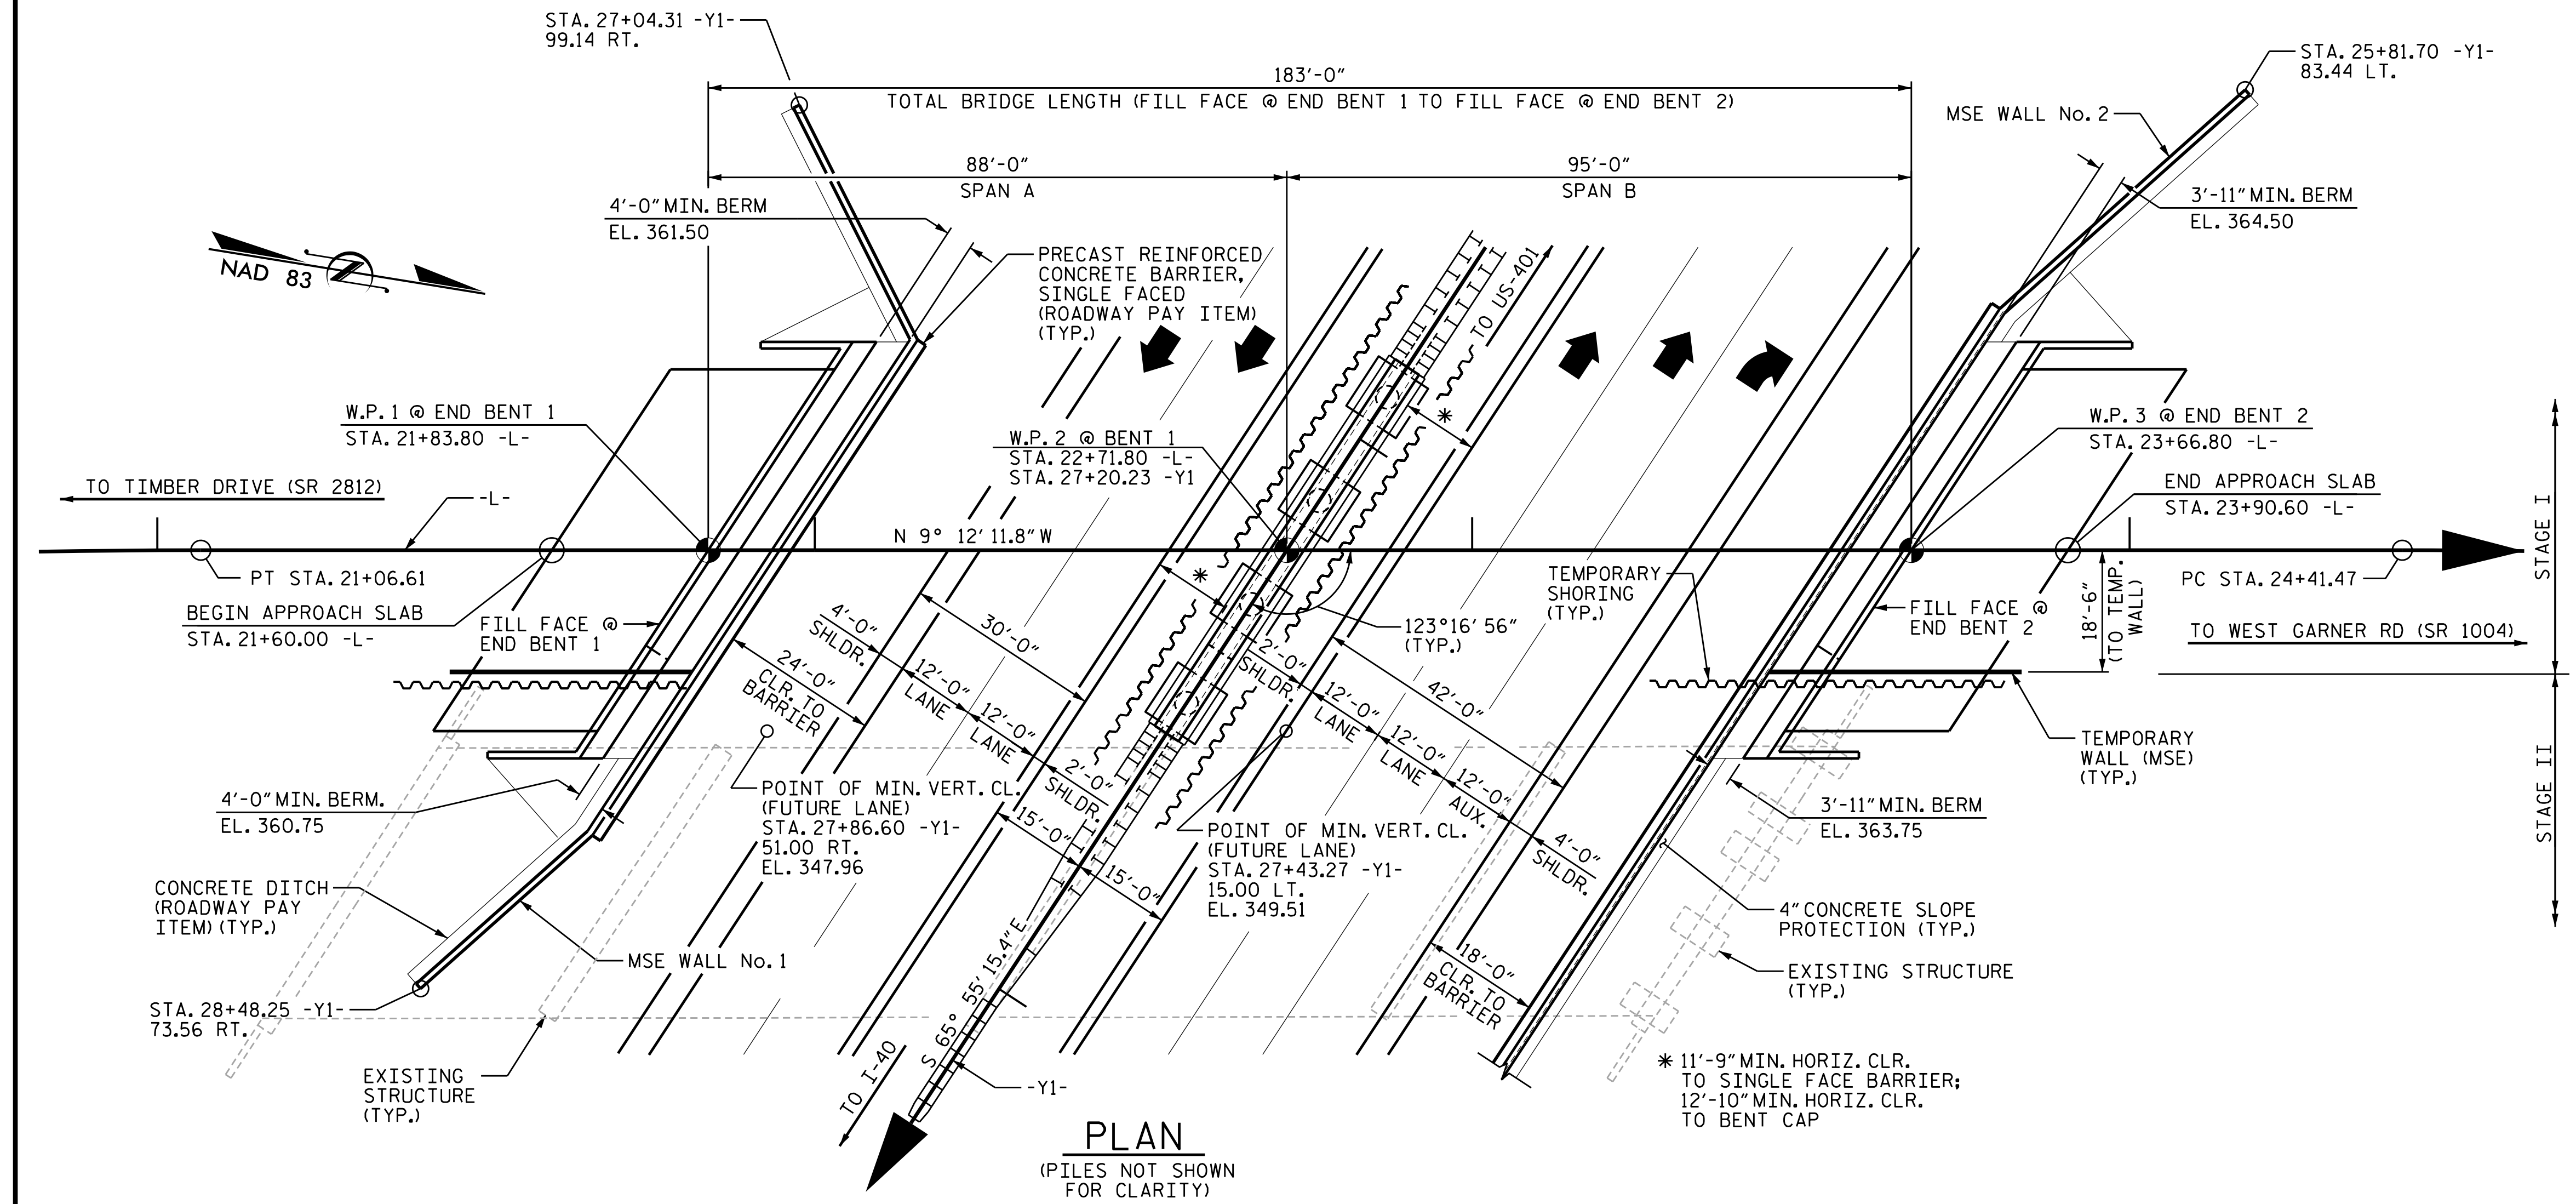 STA. 27+04.31 -Y1-
99.14 RT.
183'-0"
TOTAL BRIDGE LENGTH (FILL FACE @ END BENT 1 TO FILL FACE @ END BENT 2)
STA. 25+81.70 -Y1-
83.44 LT.
MSE WALL No. 2
88'-0"
SPAN A
95'-0"
SPAN B
4'-0" MIN. BERM
EL. 361.50
3'-11" MIN. BERM
EL. 364.50
NAD 83
PRECAST REINFORCED
CONCRETE BARRIER,
SINGLE FACED
(ROADWAY PAY ITEM)
(TYP.)
TO US-401
W.P. 1 @ END BENT 1
STA. 21+83.80 -L-
W.P. 2 @ BENT 1
STA. 22+71.80 -L-
STA. 27+20.23 -Y1
*
W.P. 3 @ END BENT 2
STA. 23+66.80 -L-
TO TIMBER DRIVE (SR 2812)
-L-
END APPROACH SLAB
STA. 23+90.60 -L-
STAGE I
N 9° 12' 11.8" W
PT STA. 21+06.61
BEGIN APPROACH SLAB
STA. 21+60.00 -L-
*
TEMPORARY
SHORING
(TYP.)
PC STA. 24+41.47
FILL FACE @
END BENT 1
123°16' 56"
(TYP.)
FILL FACE @
END BENT 2
18'-6"
(TO TEMP.
WALL)
TO WEST GARNER RD (SR 1004)
4'-0"
SHLDR.
30'-0"
24'-0"
CLR. TO
BARRIER
12'-0"
LANE
12'-0"
LANE
2'-0"
SHLDR.
2'-0"
SHLDR.
12'-0"
LANE
42'-0"
12'-0"
LANE
12'-0"
AUX.
4'-0"
SHLDR.
TEMPORARY
WALL (MSE)
(TYP.)
STAGE II
4'-0" MIN. BERM.
EL. 360.75
POINT OF MIN. VERT. CL.
(FUTURE LANE)
STA. 27+86.60 -Y1-
51.00 RT.
EL. 347.96
15'-0"
15'-0"
POINT OF MIN. VERT. CL.
(FUTURE LANE)
STA. 27+43.27 -Y1-
15.00 LT.
EL. 349.51
3'-11" MIN. BERM
EL. 363.75
CONCRETE DITCH
(ROADWAY PAY
ITEM) (TYP.)
4" CONCRETE SLOPE
PROTECTION (TYP.)
MSE WALL No. 1
18'-0"
CLR. TO
BARRIER
EXISTING STRUCTURE
(TYP.)
STA. 28+48.25 -Y1-
73.56 RT.
S 65° 55' 15.4" E
EXISTING
STRUCTURE
(TYP.)
TO I-40
-Y1-
* 11'-9" MIN. HORIZ. CLR.
TO SINGLE FACE BARRIER;
12'-10" MIN. HORIZ. CLR.
TO BENT CAP
PLAN
(PILES NOT SHOWN
FOR CLARITY)